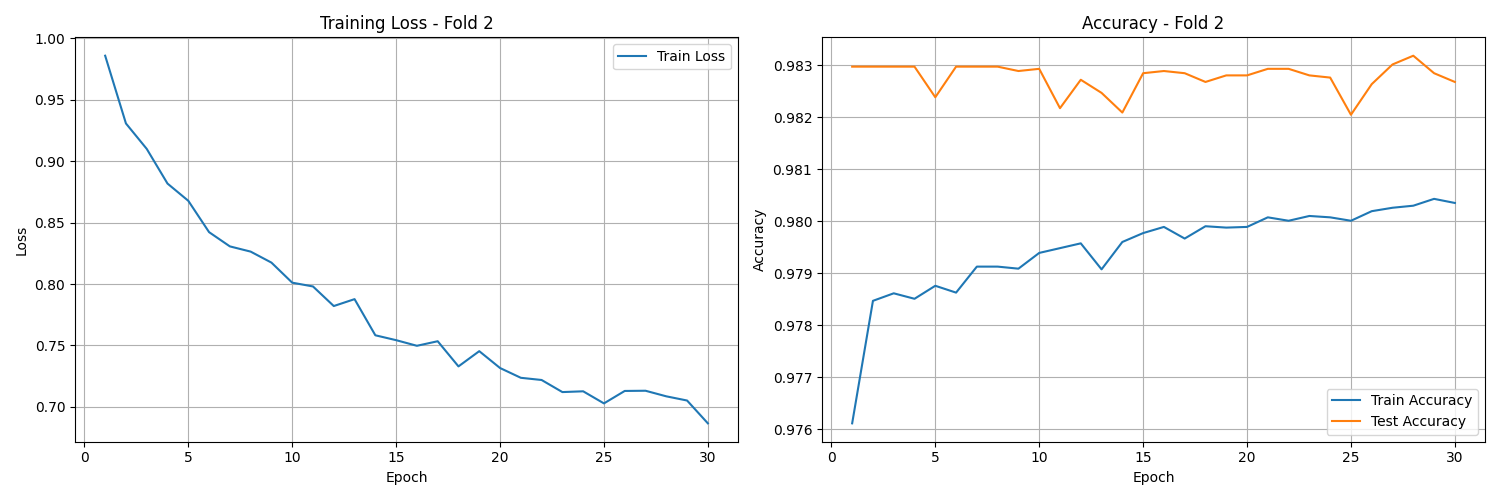 Training Loss - Fold 2
Train Loss
1.00
0.95
0.90
0.85
0.80
0.75
0.70
Loss
0 5 10 15 20 25 30
Epoch
Accuracy - Fold 2
0.983
0.982
0.981
0.980
0.979
0.978
0.977
0.976
Accuracy
Train Accuracy
Test Accuracy
0 5 10 15 20 25 30
Epoch